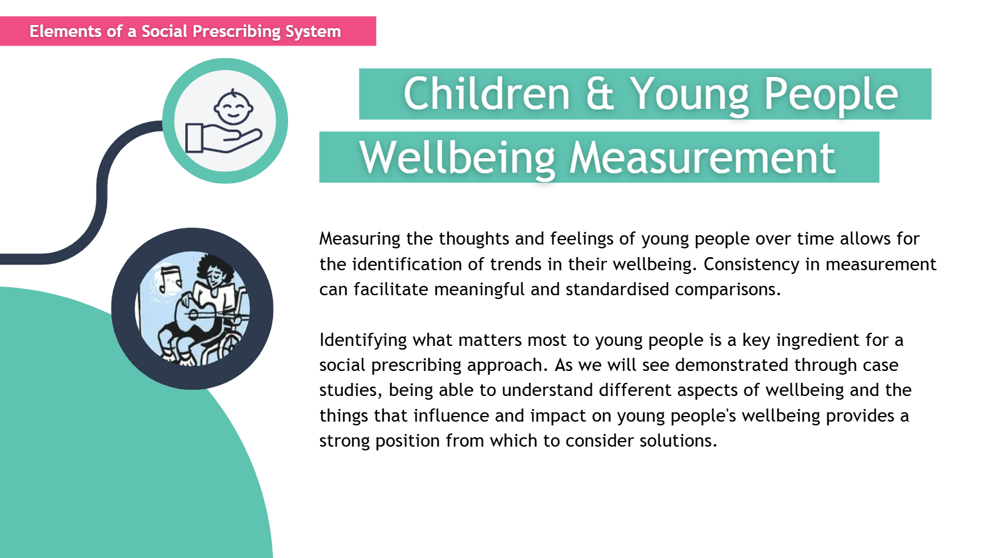 Elements of a Social Prescribing System
Children & Young People
Wellbeing Measurement
Measuring the thoughts and feelings of young people over time allows for
the identification of trends in their wellbeing. Consistency in measurement
can facilitate meaningful and standardised comparisons.
Identifying what matters most to young people is a key ingredient for a
social prescribing approach. As we will see demonstrated through case
studies, being able to understand different aspects of wellbeing and the
things that influence and impact on young people's wellbeing provides a
strong position from which to consider solutions.